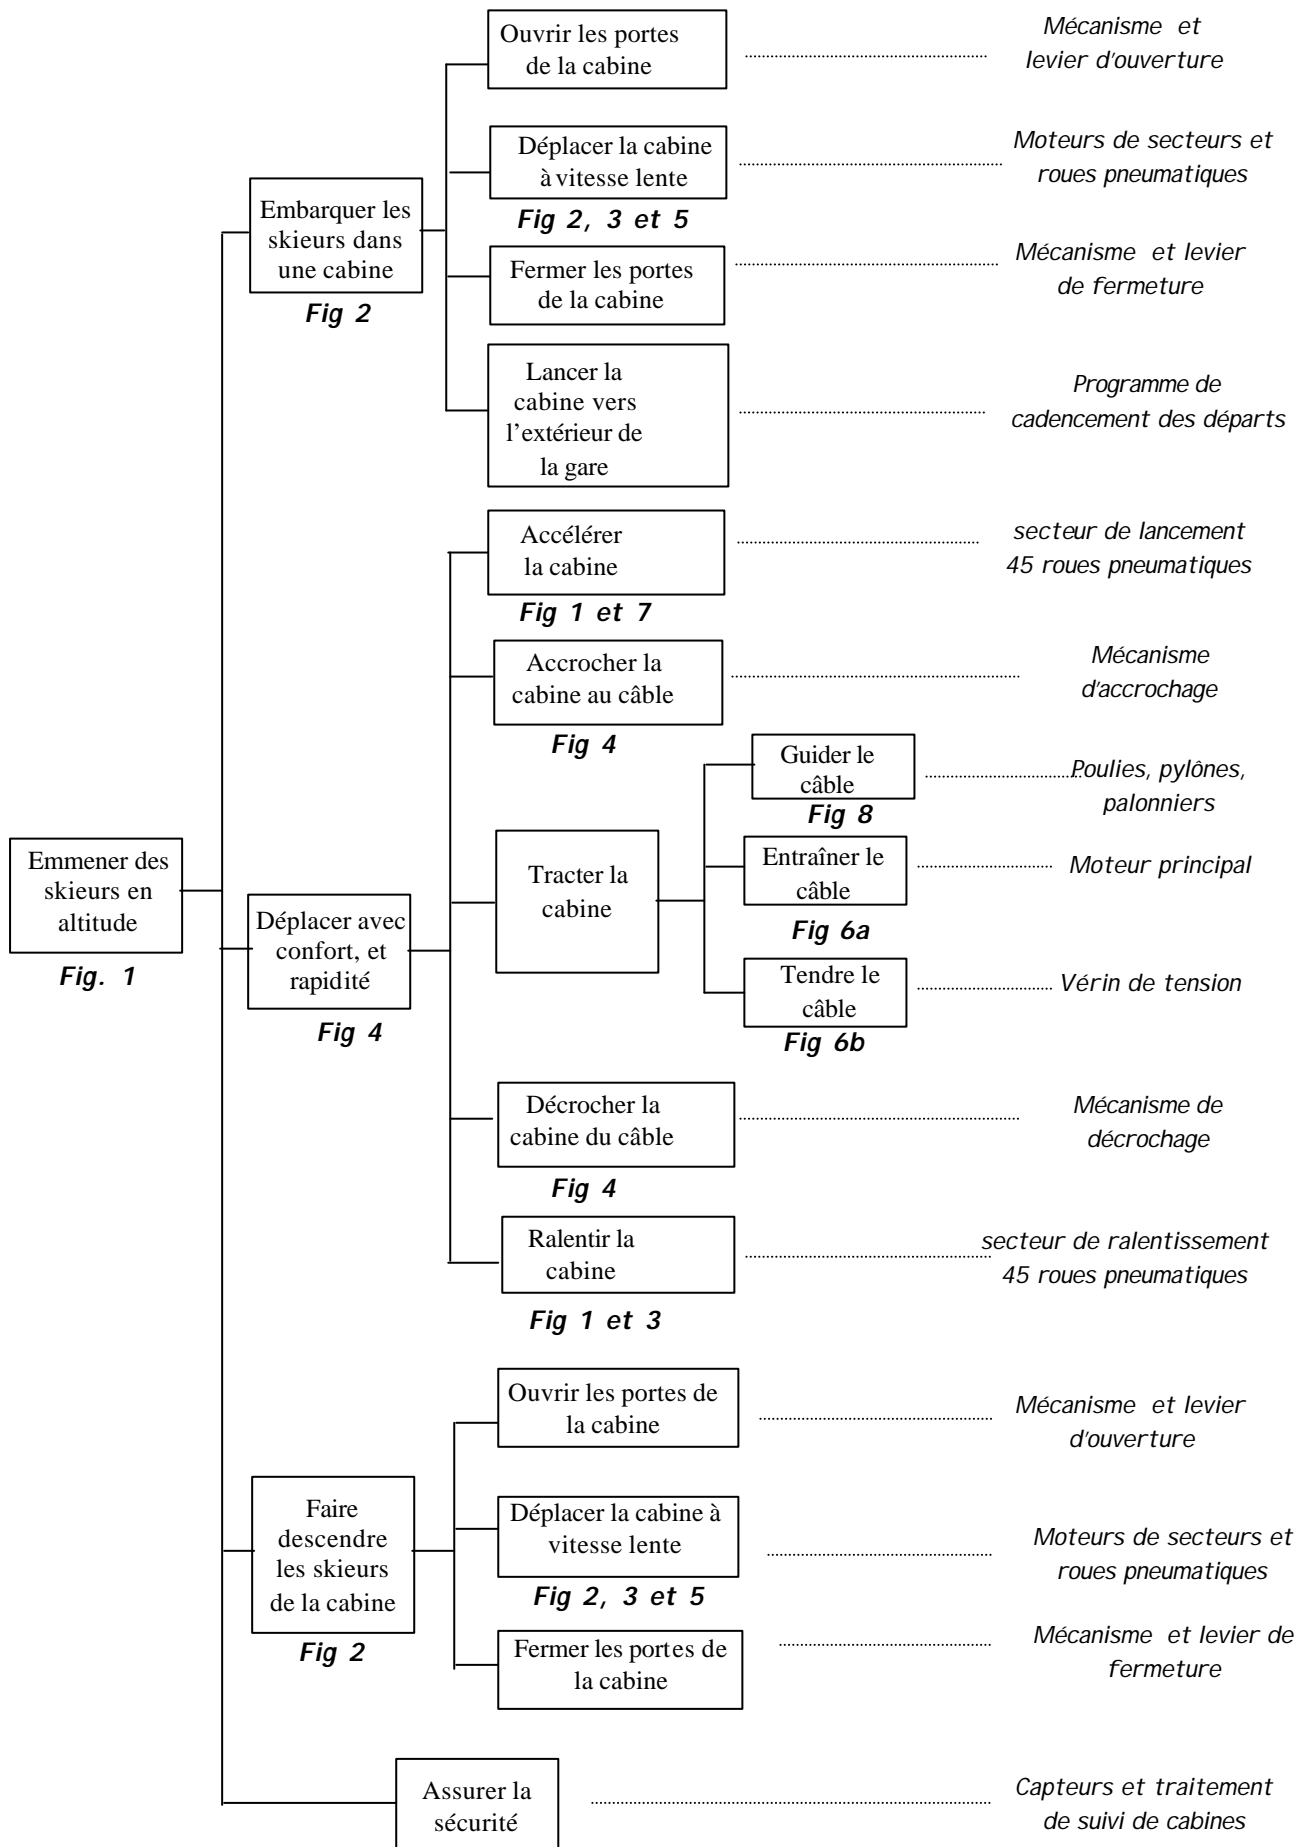 Ouvrir les portes
de la cabine
Mécanisme et
levier d'ouverture
Déplacer la cabine
à vitesse lente
Fig 2, 3 et 5
Moteurs de secteurs et
roues pneumatiques
Embarquer les
skieurs dans
une cabine
Fig 2
Fermer les portes
de la cabine
Mécanisme et levier
de fermeture
Lancer la
cabine vers
l'extérieur de
la gare
Programme de
cadencement des départs
Accélérer
la cabine
Fig 1 et 7
secteur de lancement
45 roues pneumatiques
Accrocher la
cabine au câble
Fig 4
Mécanisme
d'accrochage
Guider le
câble
Fig 8
Poulies, pylônes,
palonniers
Emmener des
skieurs en
altitude
Fig. 1
Déplacer avec
confort, et
rapidité
Fig 4
Tracter la
cabine
Entraîner le
câble
Fig 6a
Moteur principal
Tendre le
câble
Fig 6b
Vérin de tension
Décrocher la
cabine du câble
Fig 4
Mécanisme de
décrochage
Ralentir la
cabine
Fig 1 et 3
secteur de ralentissement
45 roues pneumatiques
Ouvrir les portes de
la cabine
Mécanisme et levier
d'ouverture
Faire
descendre
les skieurs
de la cabine
Fig 2
Déplacer la cabine à
vitesse lente
Fig 2, 3 et 5
Moteurs de secteurs et
roues pneumatiques
Fermer les portes de
la cabine
Mécanisme et levier de
fermeture
Assurer la
sécurité
Capteurs et traitement
de suivi de cabines